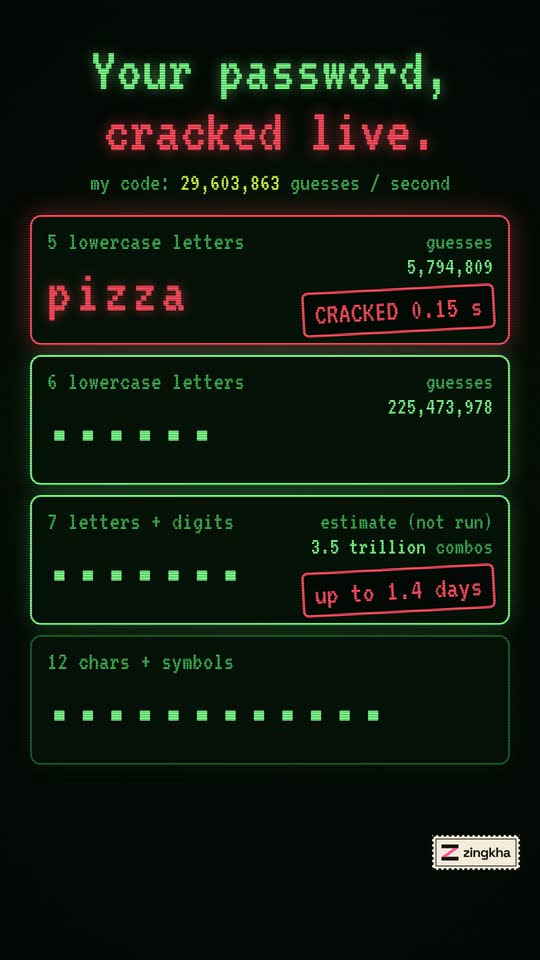 Your password,
cracked live.
my code: 29,603,863 guesses / second
5 lowercase letters
guesses
5,794,809
pizza
CRACKED 0.15 s
6 lowercase letters
guesses
225,473,978
7 letters + digits
estimate (not run)
3.5 trillion combos
up to 1.4 days
12 chars + symbols
zingkha